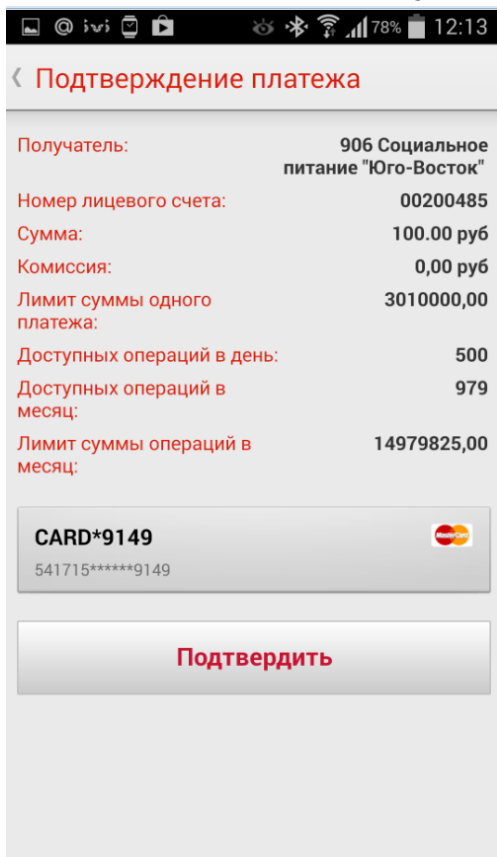 @ ivi 78% 12:13
Подтверждение платежа
Получатель: 906 Социальное
питание "Юго-Восток"
Номер лицевого счета: 00200485
Сумма: 100.00 руб
Комиссия: 0,00 руб
Лимит суммы одного 3010000,00
платежа:
Доступных операций в день: 500
Доступных операций в 979
месяц:
Лимит суммы операций в 14979825,00
месяц:
CARD*9149
MasterCard
541715******9149
Подтвердить